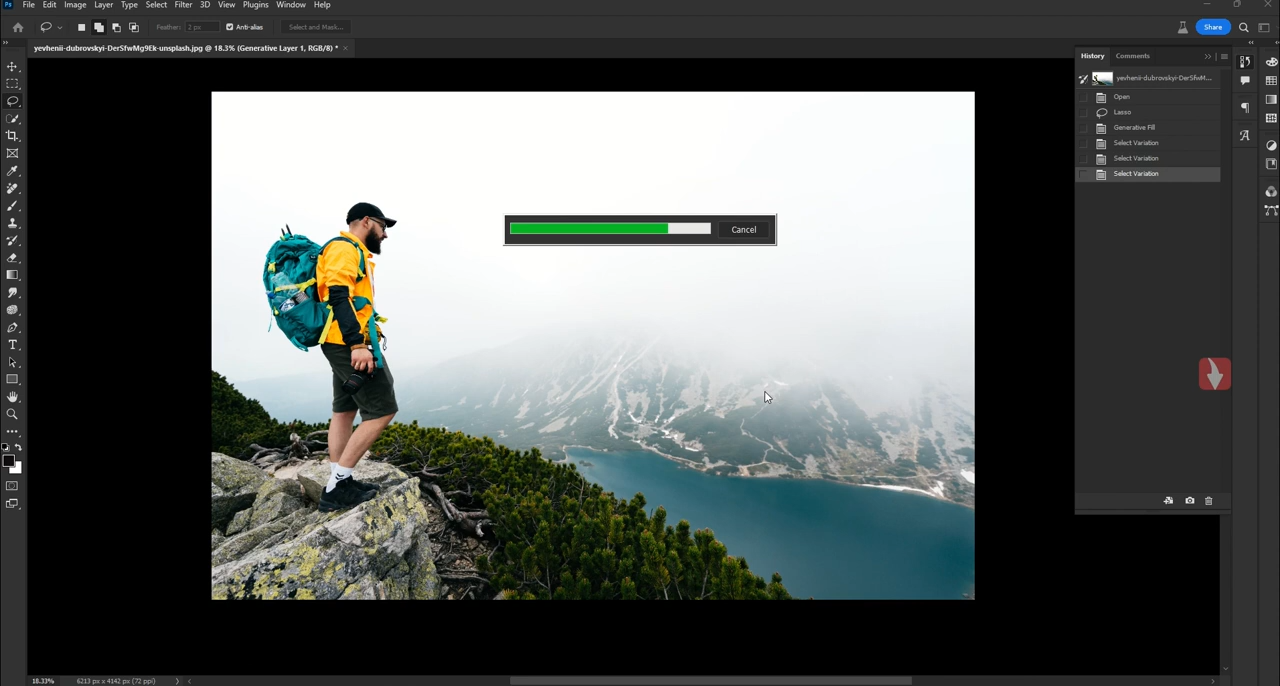 Ps File Edit Image Layer Type Select Filter 3D View Plugins Window Help
Feather: 2 px Anti-alias Select and Mask... Share
yevhenii-dubrovskyi-DerSfwMg9Ek-unsplash.jpg @ 18.3% (Generative Layer 1, RGB/8) * ×
History Comments
yevhenii-dubrovskyi-DerSfwM...
Open
Lasso
Generative Fill
Select Variation
Select Variation
Select Variation
Cancel
18.33% 6213 px x 4142 px (72 ppi)